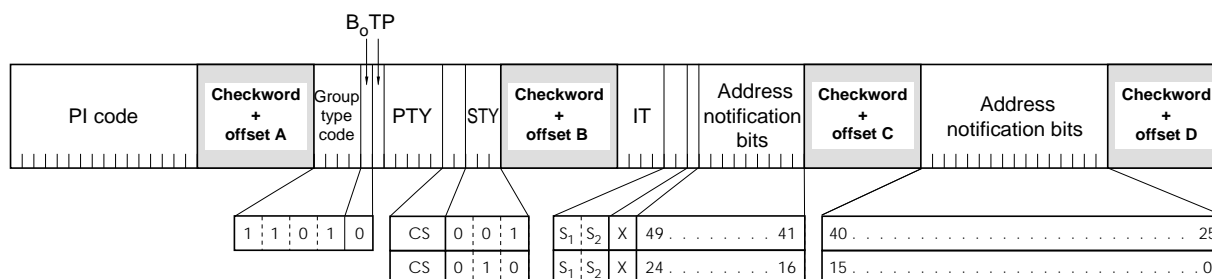 BoTP
PI code
Checkword + offset A
Group type code
PTY
STY
Checkword + offset B
IT
Address notification bits
Checkword + offset C
Address notification bits
Checkword + offset D
1 1 0 1 0
CS 0 0 1
S1 S2 X 49 . . . . . . . . 41
40 . . . . . . . . . . . . . . . . . . . . . . . 25
CS 0 1 0
S1 S2 X 24 . . . . . . . . 16
15 . . . . . . . . . . . . . . . . . . . . . . . 0